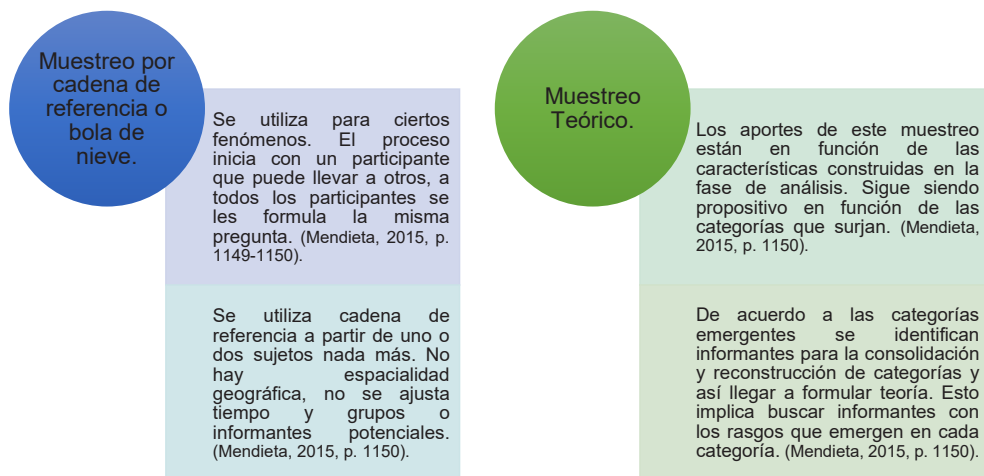 Muestreo por
cadena de
referencia o
bola de
nieve.
Se utiliza para ciertos
fenómenos. El proceso
inicia con un participante
que puede llevar a otros, a
todos los participantes se
les formula la misma
pregunta. (Mendieta, 2015, p.
1149-1150).
Se utiliza cadena de
referencia a partir de uno o
dos sujetos nada más. No
hay espacialidad
geográfica, no se ajusta
tiempo y grupos o
informantes potenciales.
(Mendieta, 2015, p. 1150).
Muestreo
Teórico.
Los aportes de este muestreo
están en función de las
características construidas en la
fase de análisis. Sigue siendo
propositivo en función de las
categorías que surjan. (Mendieta,
2015, p. 1150).
De acuerdo a las categorías
emergentes se identifican
informantes para la consolidación
y reconstrucción de categorías y
así llegar a formular teoría. Esto
implica buscar informantes con
los rasgos que emergen en cada
categoría. (Mendieta, 2015, p. 1150).